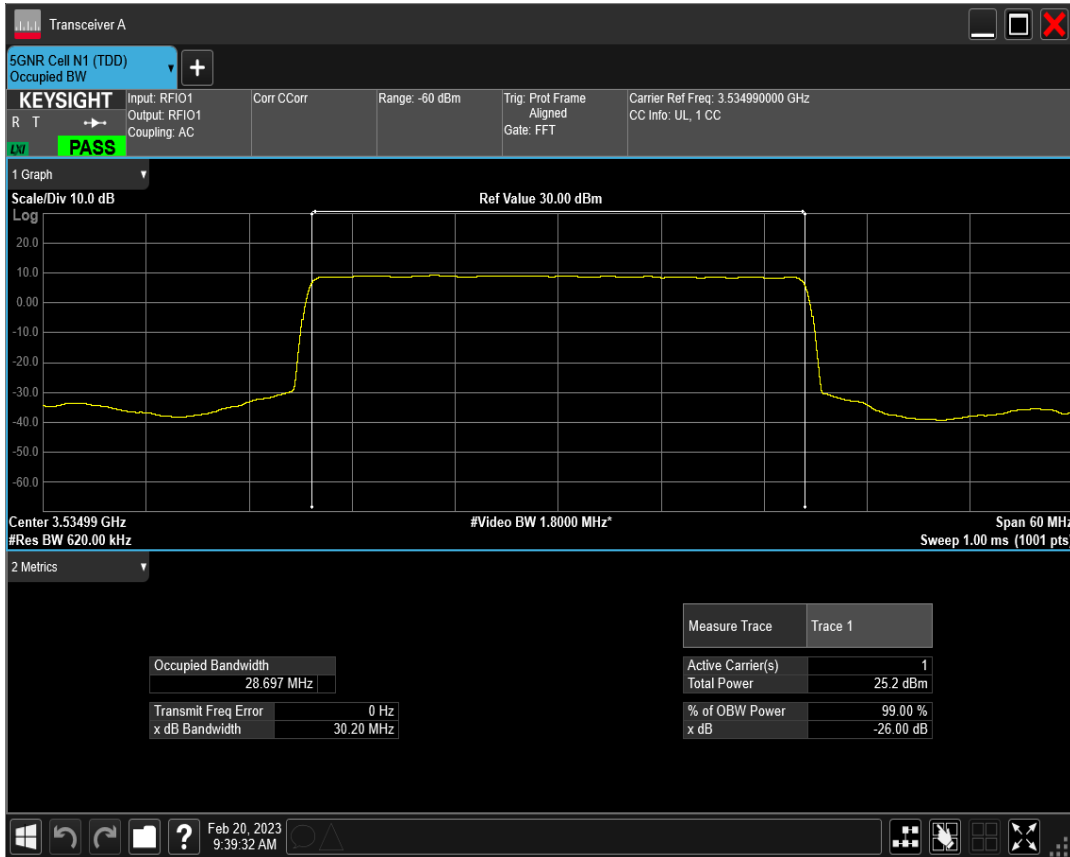 Transceiver A
5GNR Cell N1 (TDD)
Occupied BW
+
KEYSIGHT
R T
LXI
PASS
Input: RFIO1
Output: RFIO1
Coupling: AC
Corr CCorr
Range: -60 dBm
Trig: Prot Frame
Aligned
Gate: FFT
Carrier Ref Freq: 3.534990000 GHz
CC Info: UL, 1 CC
1 Graph
Scale/Div 10.0 dB
Ref Value 30.00 dBm
Log
20.0
10.0
0.00
-10.0
-20.0
-30.0
-40.0
-50.0
-60.0
Center 3.53499 GHz
#Video BW 1.8000 MHz*
Span 60 MHz
#Res BW 620.00 kHz
Sweep 1.00 ms (1001 pts)
2 Metrics
Measure Trace Trace 1
Occupied Bandwidth
28.697 MHz
Active Carrier(s) 1
Total Power 25.2 dBm
Transmit Freq Error 0 Hz
x dB Bandwidth 30.20 MHz
% of OBW Power 99.00 %
x dB -26.00 dB
?
Feb 20, 2023
9:39:32 AM